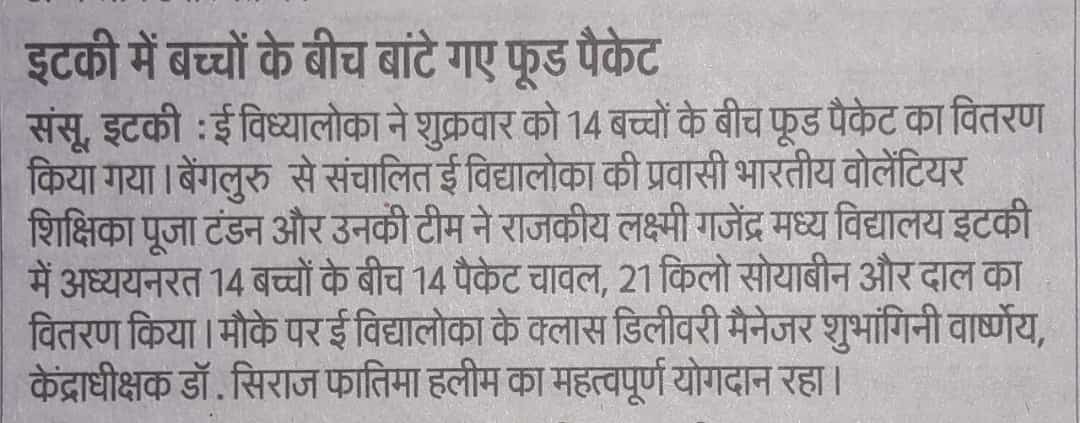 इटकी में बच्चों के बीच बांटे गए फूड पैकेट
संसू, इटकी : ई विध्यालोका ने शुक्रवार को 14 बच्चों के बीच फूड पैकेट का वितरण
किया गया । बेंगलुरु से संचालित ई विद्यालोका की प्रवासी भारतीय वोलेंटियर
शिक्षिका पूजा टंडन और उनकी टीम ने राजकीय लक्ष्मी गजेंद्र मध्य विद्यालय इटकी
में अध्ययनरत 14 बच्चों के बीच 14 पैकेट चावल, 21 किलो सोयाबीन और दाल का
वितरण किया । मौके पर ई विद्यालोका के क्लास डिलीवरी मैनेजर शुभांगिनी वार्ष्णेय,
केंद्राधीक्षक डॉ . सिराज फातिमा हलीम का महत्वपूर्ण योगदान रहा ।